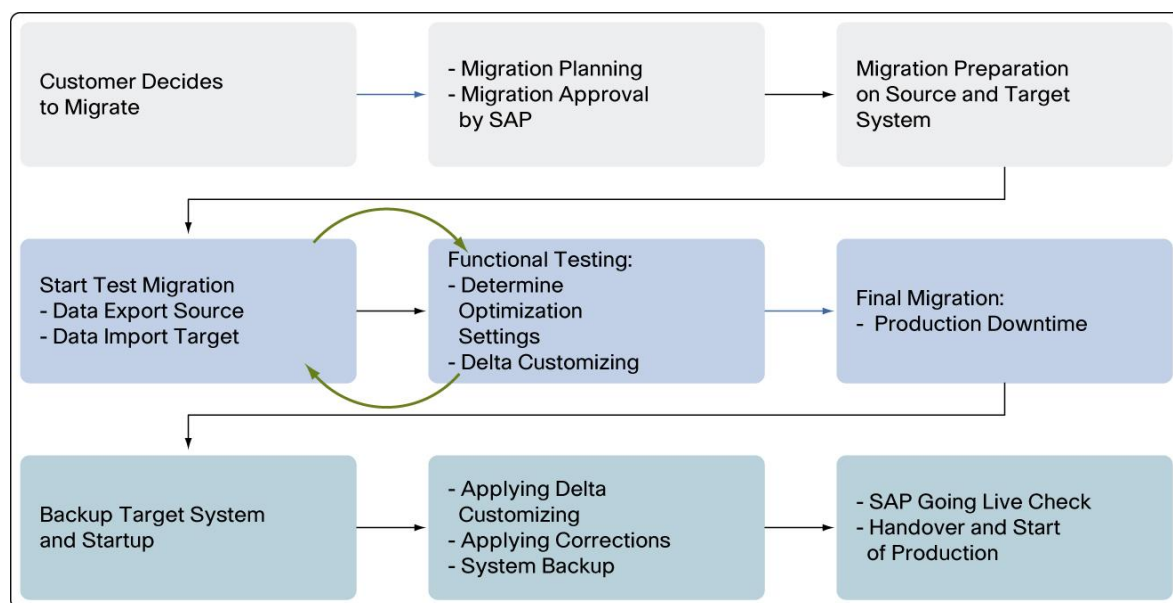 Customer Decides
to Migrate
- Migration Planning
- Migration Approval
by SAP
Migration Preparation
on Source and Target
System
Start Test Migration
- Data Export Source
- Data Import Target
Functional Testing:
- Determine
Optimization
Settings
- Delta Customizing
Final Migration:
- Production Downtime
Backup Target System
and Startup
- Applying Delta
Customizing
- Applying Corrections
- System Backup
- SAP Going Live Check
- Handover and Start
of Production